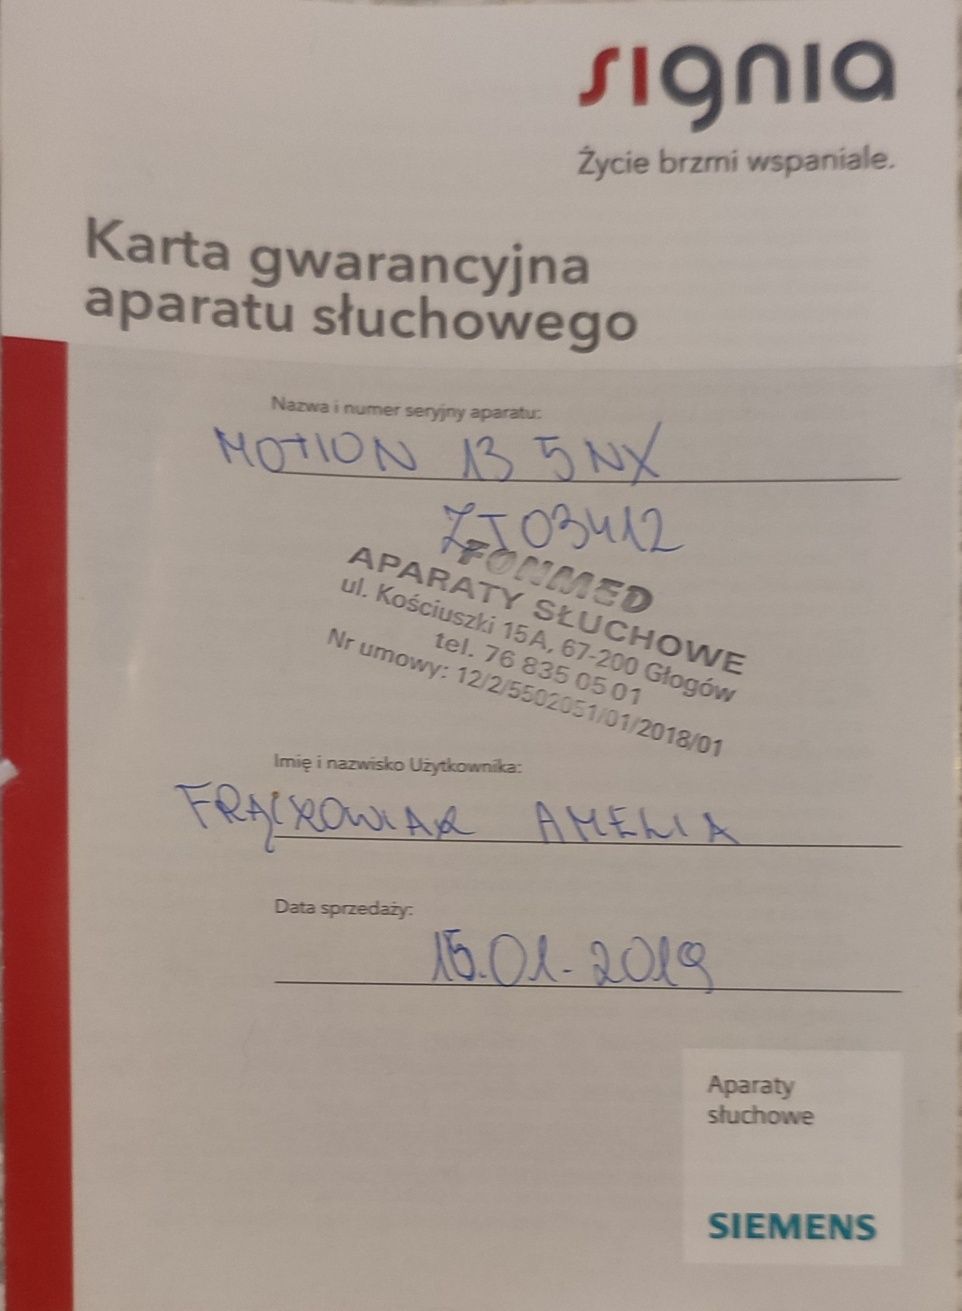 signia
Życie brzmi wspaniale.
Karta gwarancyjna
aparatu słuchowego
Nazwa i numer seryjny aparatu:
MOTION 13 5 NX
ZJ03412
FONMED
APARATY SŁUCHOWE
ul. Kościuszki 15A, 67-200 Głogów
tel. 76 835 05 01
Nr umowy: 12/2/5502051/01/2018/01
Imię i nazwisko Użytkownika:
FRĄCKOWIAK AMELIA
Data sprzedaży:
15.01.2019
Aparaty
słuchowe
SIEMENS